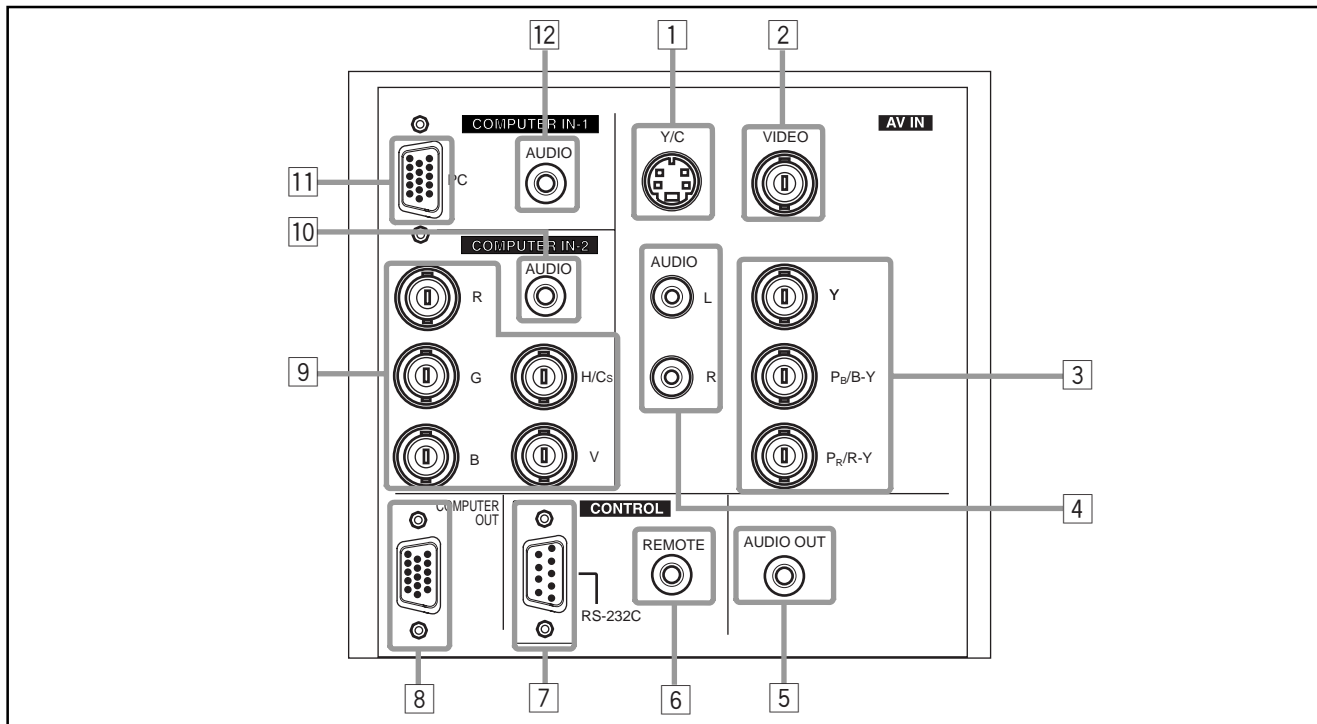 12
1
2
COMPUTER IN-1
AV IN
AUDIO
Y/C
VIDEO
11
PC
10
COMPUTER IN-2
AUDIO
AUDIO
R
L
Y
9
G
H/Cs
R
PB/B-Y
3
B
V
PR/R-Y
4
COMPUTER
OUT
CONTROL
REMOTE
AUDIO OUT
RS-232C
8
7
6
5